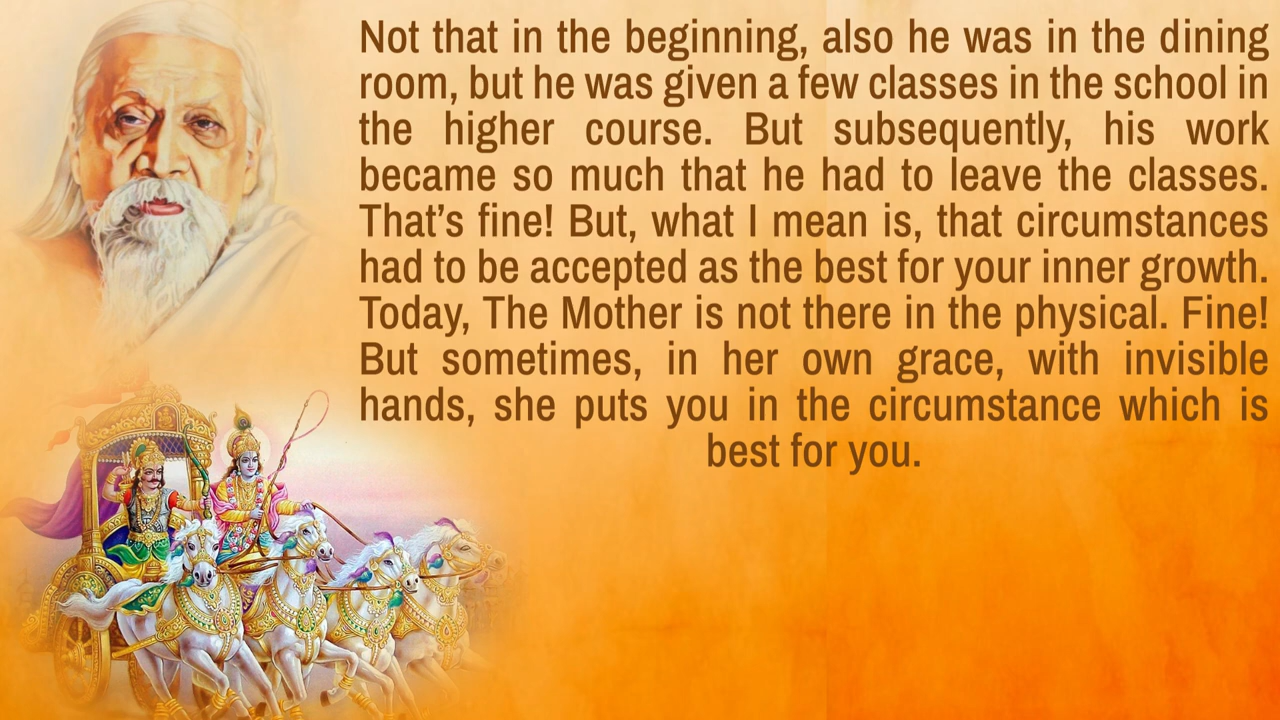 Not that in the beginning, also he was in the dining
room, but he was given a few classes in the school in
the higher course. But subsequently, his work
became so much that he had to leave the classes.
That’s fine! But, what I mean is, that circumstances
had to be accepted as the best for your inner growth.
Today, The Mother is not there in the physical. Fine!
But sometimes, in her own grace, with invisible
hands, she puts you in the circumstance which is
best for you.